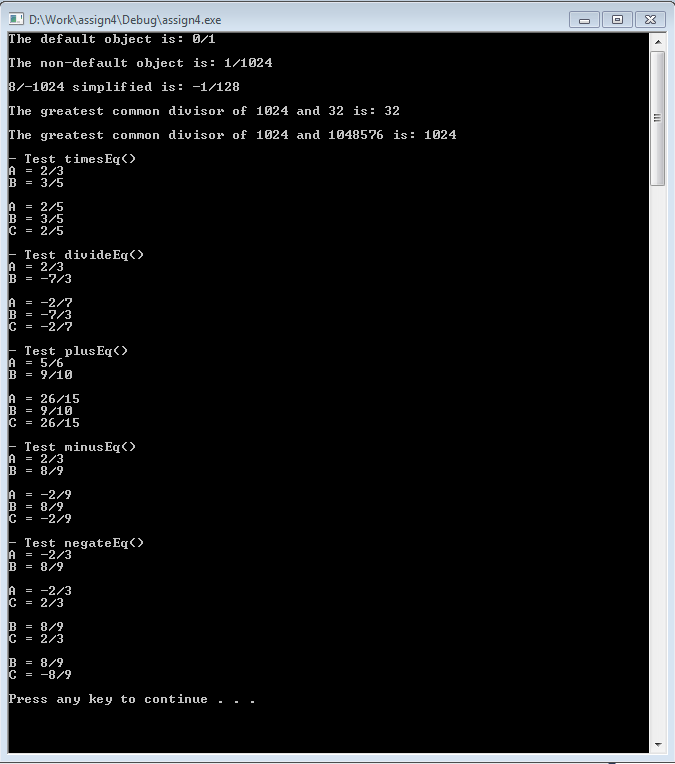 D:\Work\assign4\Debug\assign4.exe
The default object is: 0/1
The non-default object is: 1/1024
8/-1024 simplified is: -1/128
The greatest common divisor of 1024 and 32 is: 32
The greatest common divisor of 1024 and 1048576 is: 1024
- Test timesEq()
A = 2/3
B = 3/5
A = 2/5
B = 3/5
C = 2/5
- Test divideEq()
A = 2/3
B = -7/3
A = -2/7
B = -7/3
C = -2/7
- Test plusEq()
A = 5/6
B = 9/10
A = 26/15
B = 9/10
C = 26/15
- Test minusEq()
A = 2/3
B = 8/9
A = -2/9
B = 8/9
C = -2/9
- Test negateEq()
A = -2/3
B = 8/9
A = -2/3
C = 2/3
B = 8/9
C = 2/3
B = 8/9
C = -8/9
Press any key to continue . . .